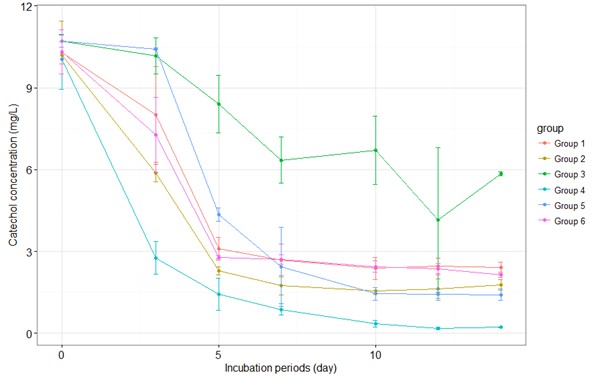 12
9
6
3
0
Catechol concentration (mg/L)
0 5 10
Incubation periods (day)
group
Group 1
Group 2
Group 3
Group 4
Group 5
Group 6